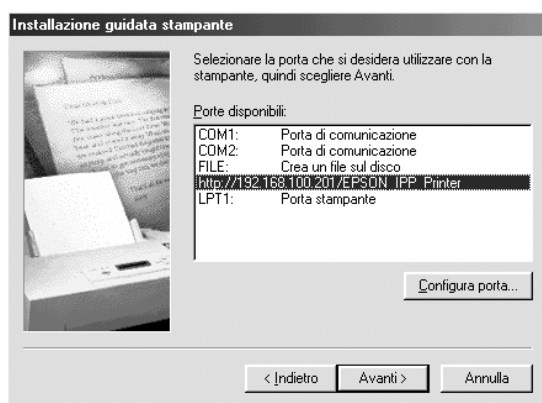 Installazione guidata stampante
Selezionare la porta che si desidera utilizzare con la
stampante, quindi scegliere Avanti.
Porte disponibili:
COM1: Porta di comunicazione
COM2: Porta di comunicazione
FILE: Crea un file sul disco
http://192.168.100.201/EPSON_IPP_Printer
LPT1: Porta stampante
Configura porta...
< Indietro
Avanti >
Annulla